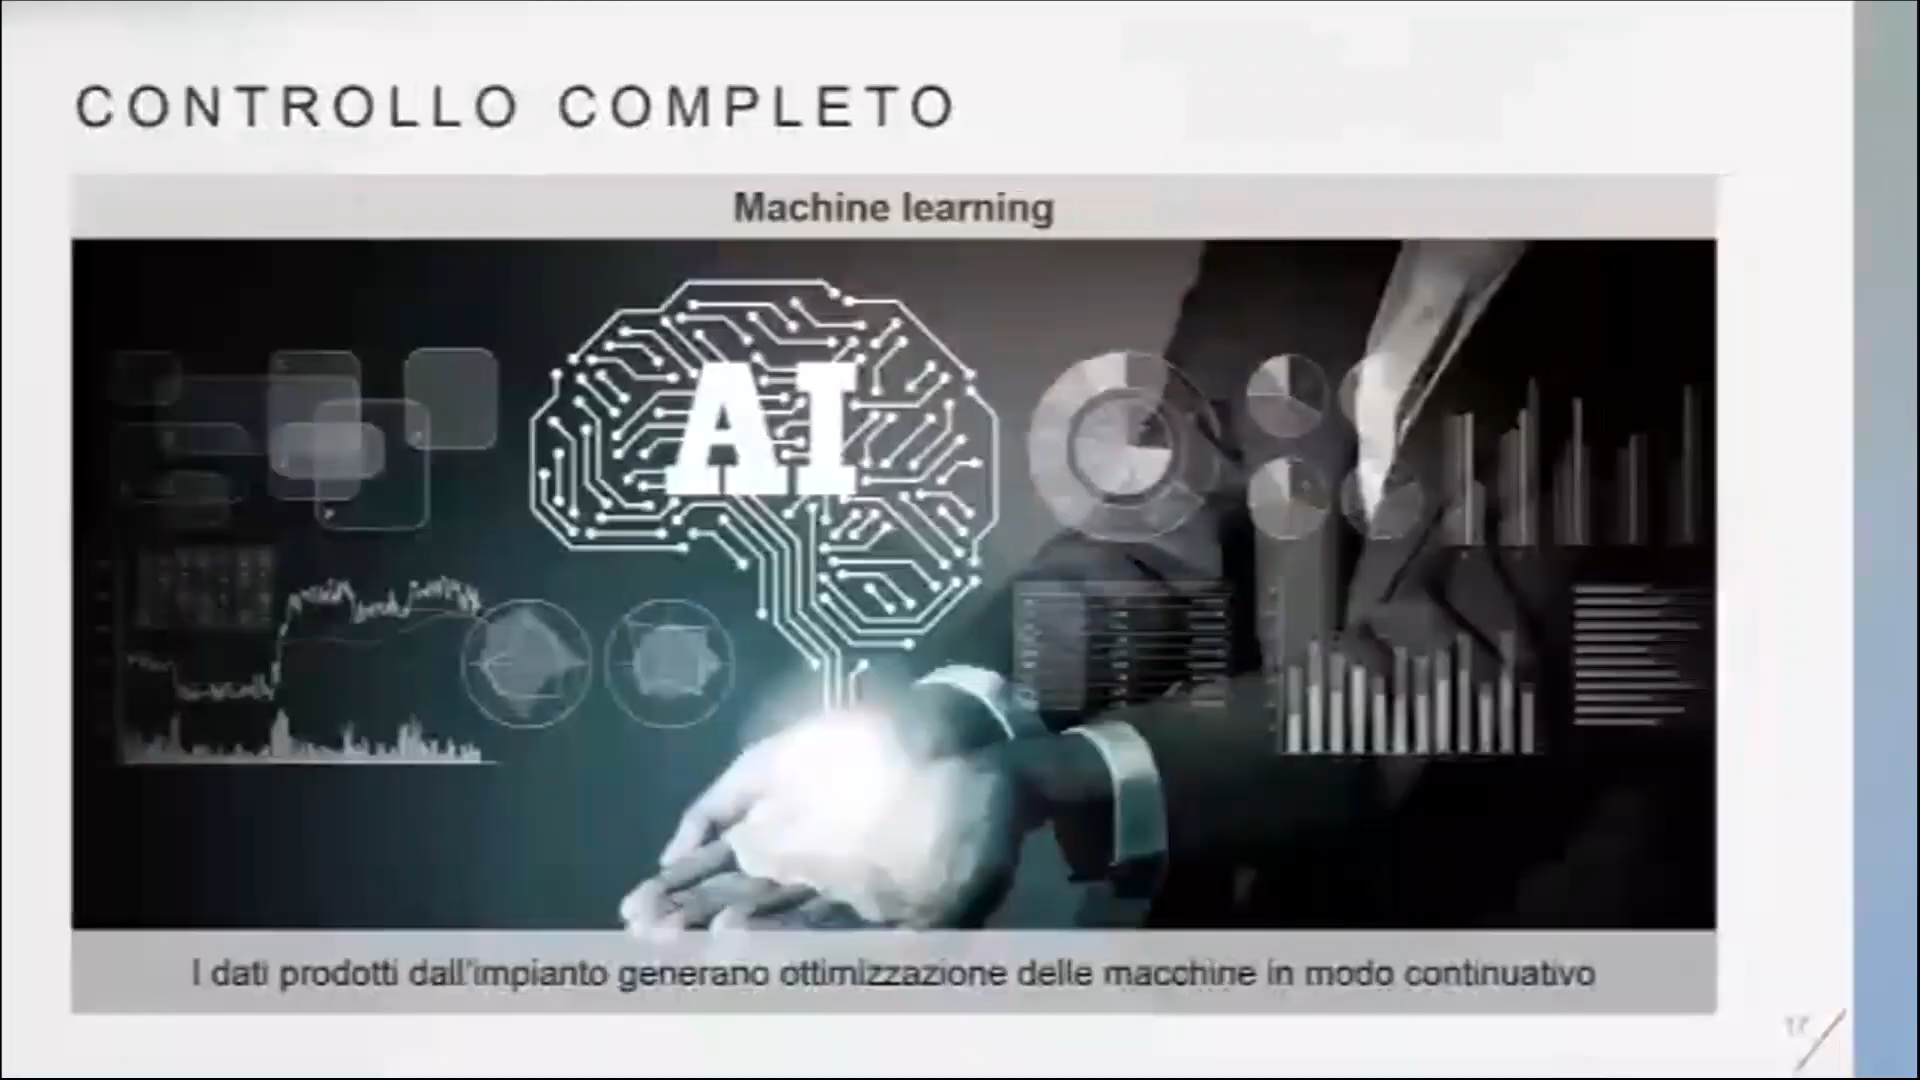 CONTROLLO COMPLETO
Machine learning
AI
I dati prodotti dall'impianto generano ottimizzazione delle macchine in modo continuativo